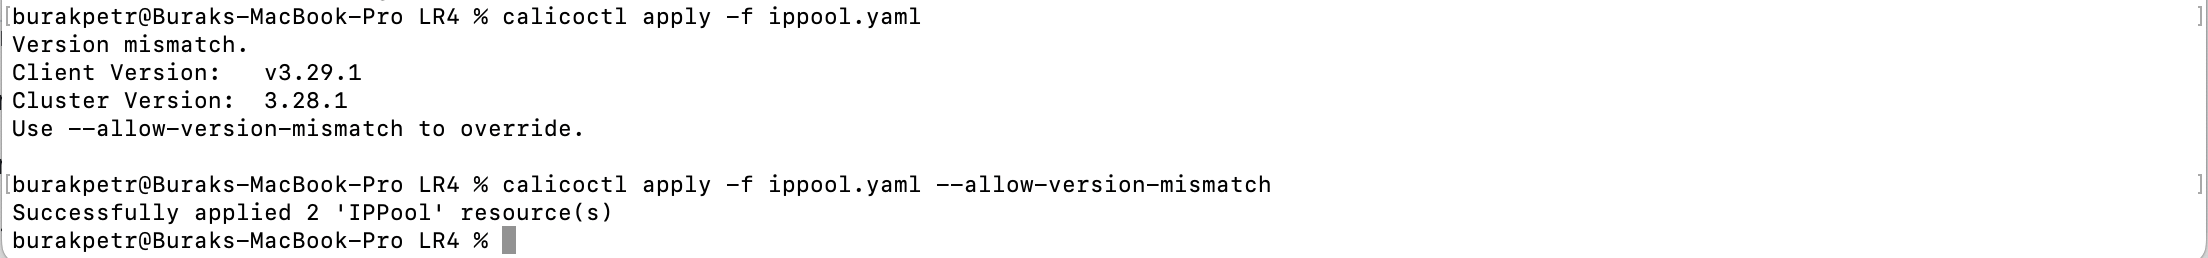 [burakpetr@Buraks-MacBook-Pro LR4 % calicoctl apply -f ippool.yaml ]
Version mismatch.
Client Version:   v3.29.1
Cluster Version:  3.28.1
Use --allow-version-mismatch to override.
[burakpetr@Buraks-MacBook-Pro LR4 % calicoctl apply -f ippool.yaml --allow-version-mismatch ]
Successfully applied 2 'IPPool' resource(s)
burakpetr@Buraks-MacBook-Pro LR4 %